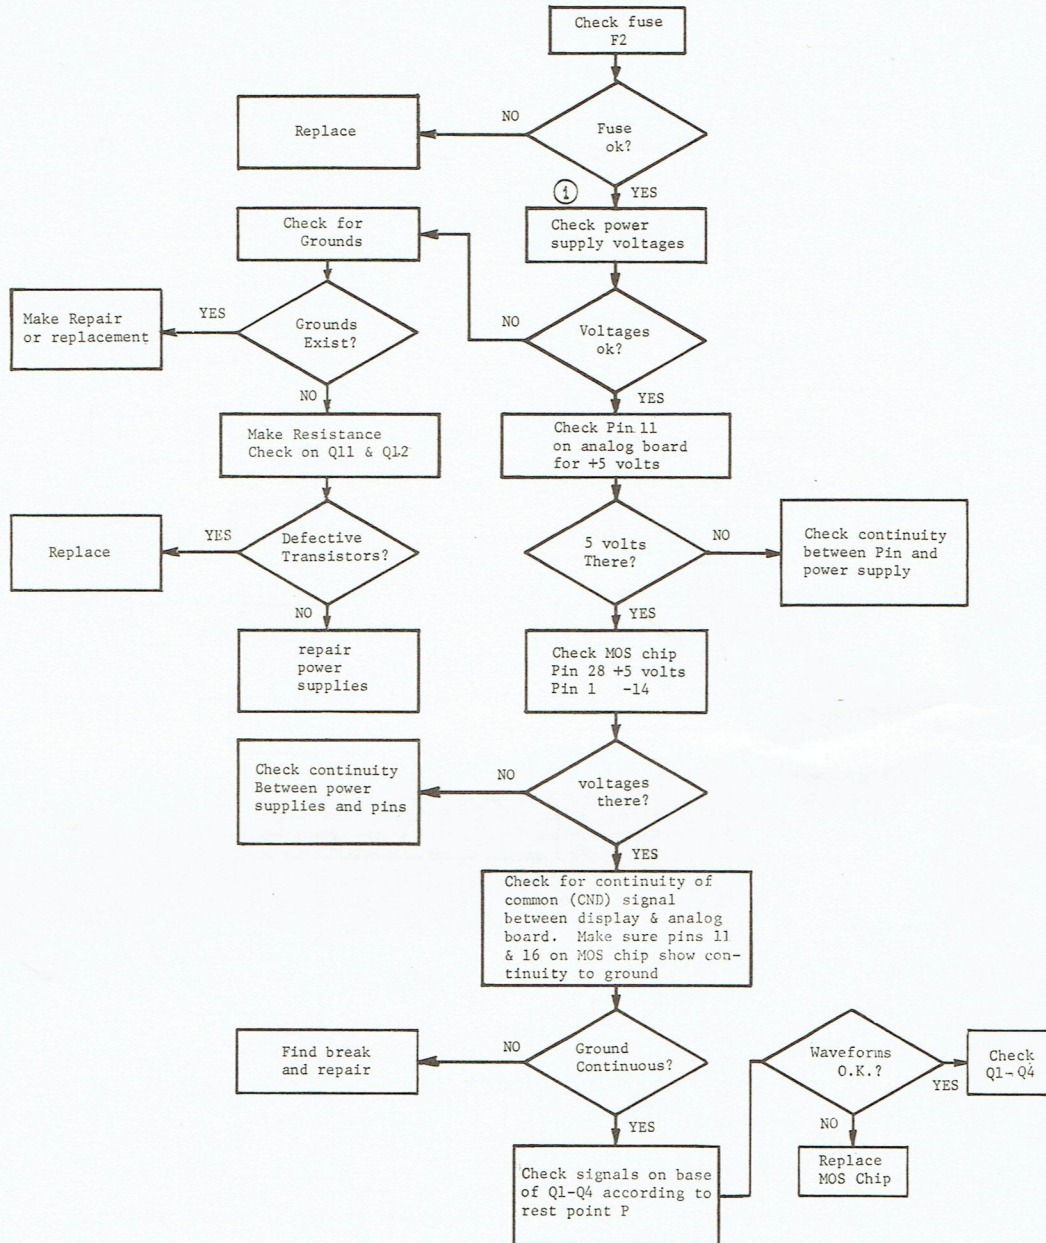 Check fuse
F2
Fuse
ok?
NO
Replace
YES
1
Check power
supply voltages
Check for
Grounds
Voltages
ok?
NO
Grounds
Exist?
YES
Make Repair
or replacement
NO
Make Resistance
Check on Q11 & Q12
YES
Check Pin 11
on analog board
for +5 volts
Defective
Transistors?
YES
Replace
NO
repair
power
supplies
5 volts
There?
NO
Check continuity
between Pin and
power supply
YES
Check MOS chip
Pin 28 +5 volts
Pin 1 -14
voltages
there?
NO
Check continuity
Between power
supplies and pins
YES
Check for continuity of
common (CND) signal
between display & analog
board. Make sure pins 11
& 16 on MOS chip show con-
tinuity to ground
Ground
Continuous?
NO
Find break
and repair
YES
Check signals on base
of Q1-Q4 according to
rest point P
Waveforms
O.K.?
YES
Check
Q1-Q4
NO
Replace
MOS Chip